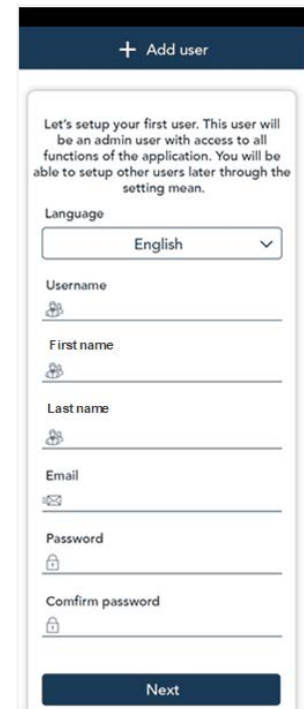 + Add user
Let's setup your first user. This user will
be an admin user with access to all
functions of the application. You will be
able to setup other users later through the
setting mean.
Language
English
Username
First name
Last name
Email
Password
Comfirm password
Next